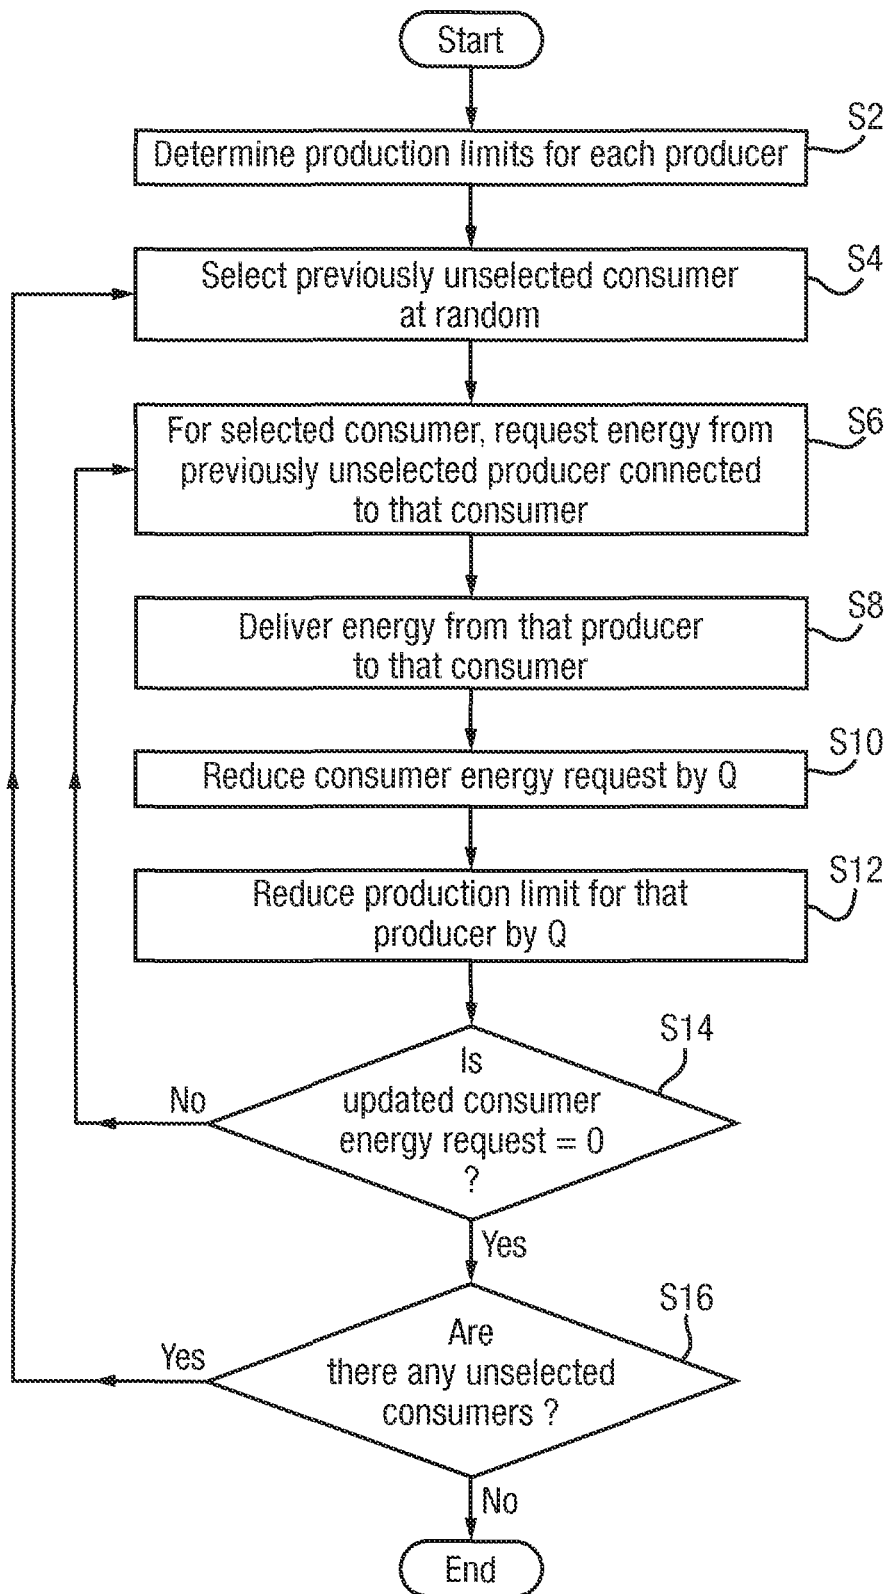 Start
S2
Determine production limits for each producer
S4
Select previously unselected consumer
at random
S6
For selected consumer, request energy from
previously unselected producer connected
to that consumer
S8
Deliver energy from that producer
to that consumer
S10
Reduce consumer energy request by Q
S12
Reduce production limit for that
producer by Q
S14
Is
updated consumer
energy request = 0
?
No
Yes
S16
Are
there any unselected
consumers ?
Yes
No
End